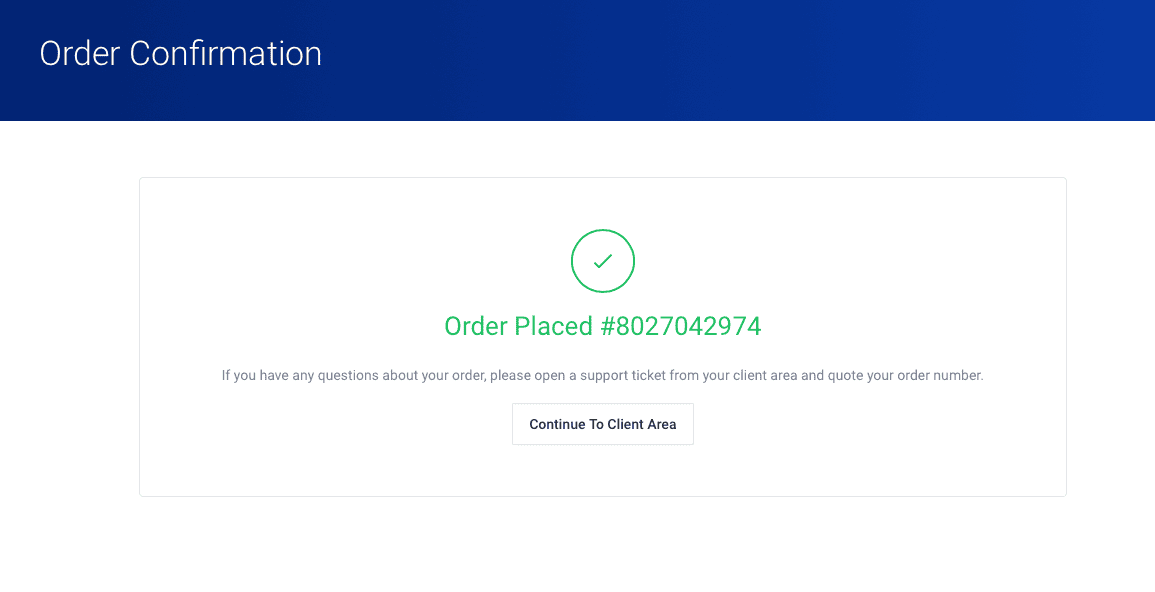 Order Confirmation
Order Placed #8027042974
If you have any questions about your order, please open a support ticket from your client area and quote your order number.
Continue To Client Area